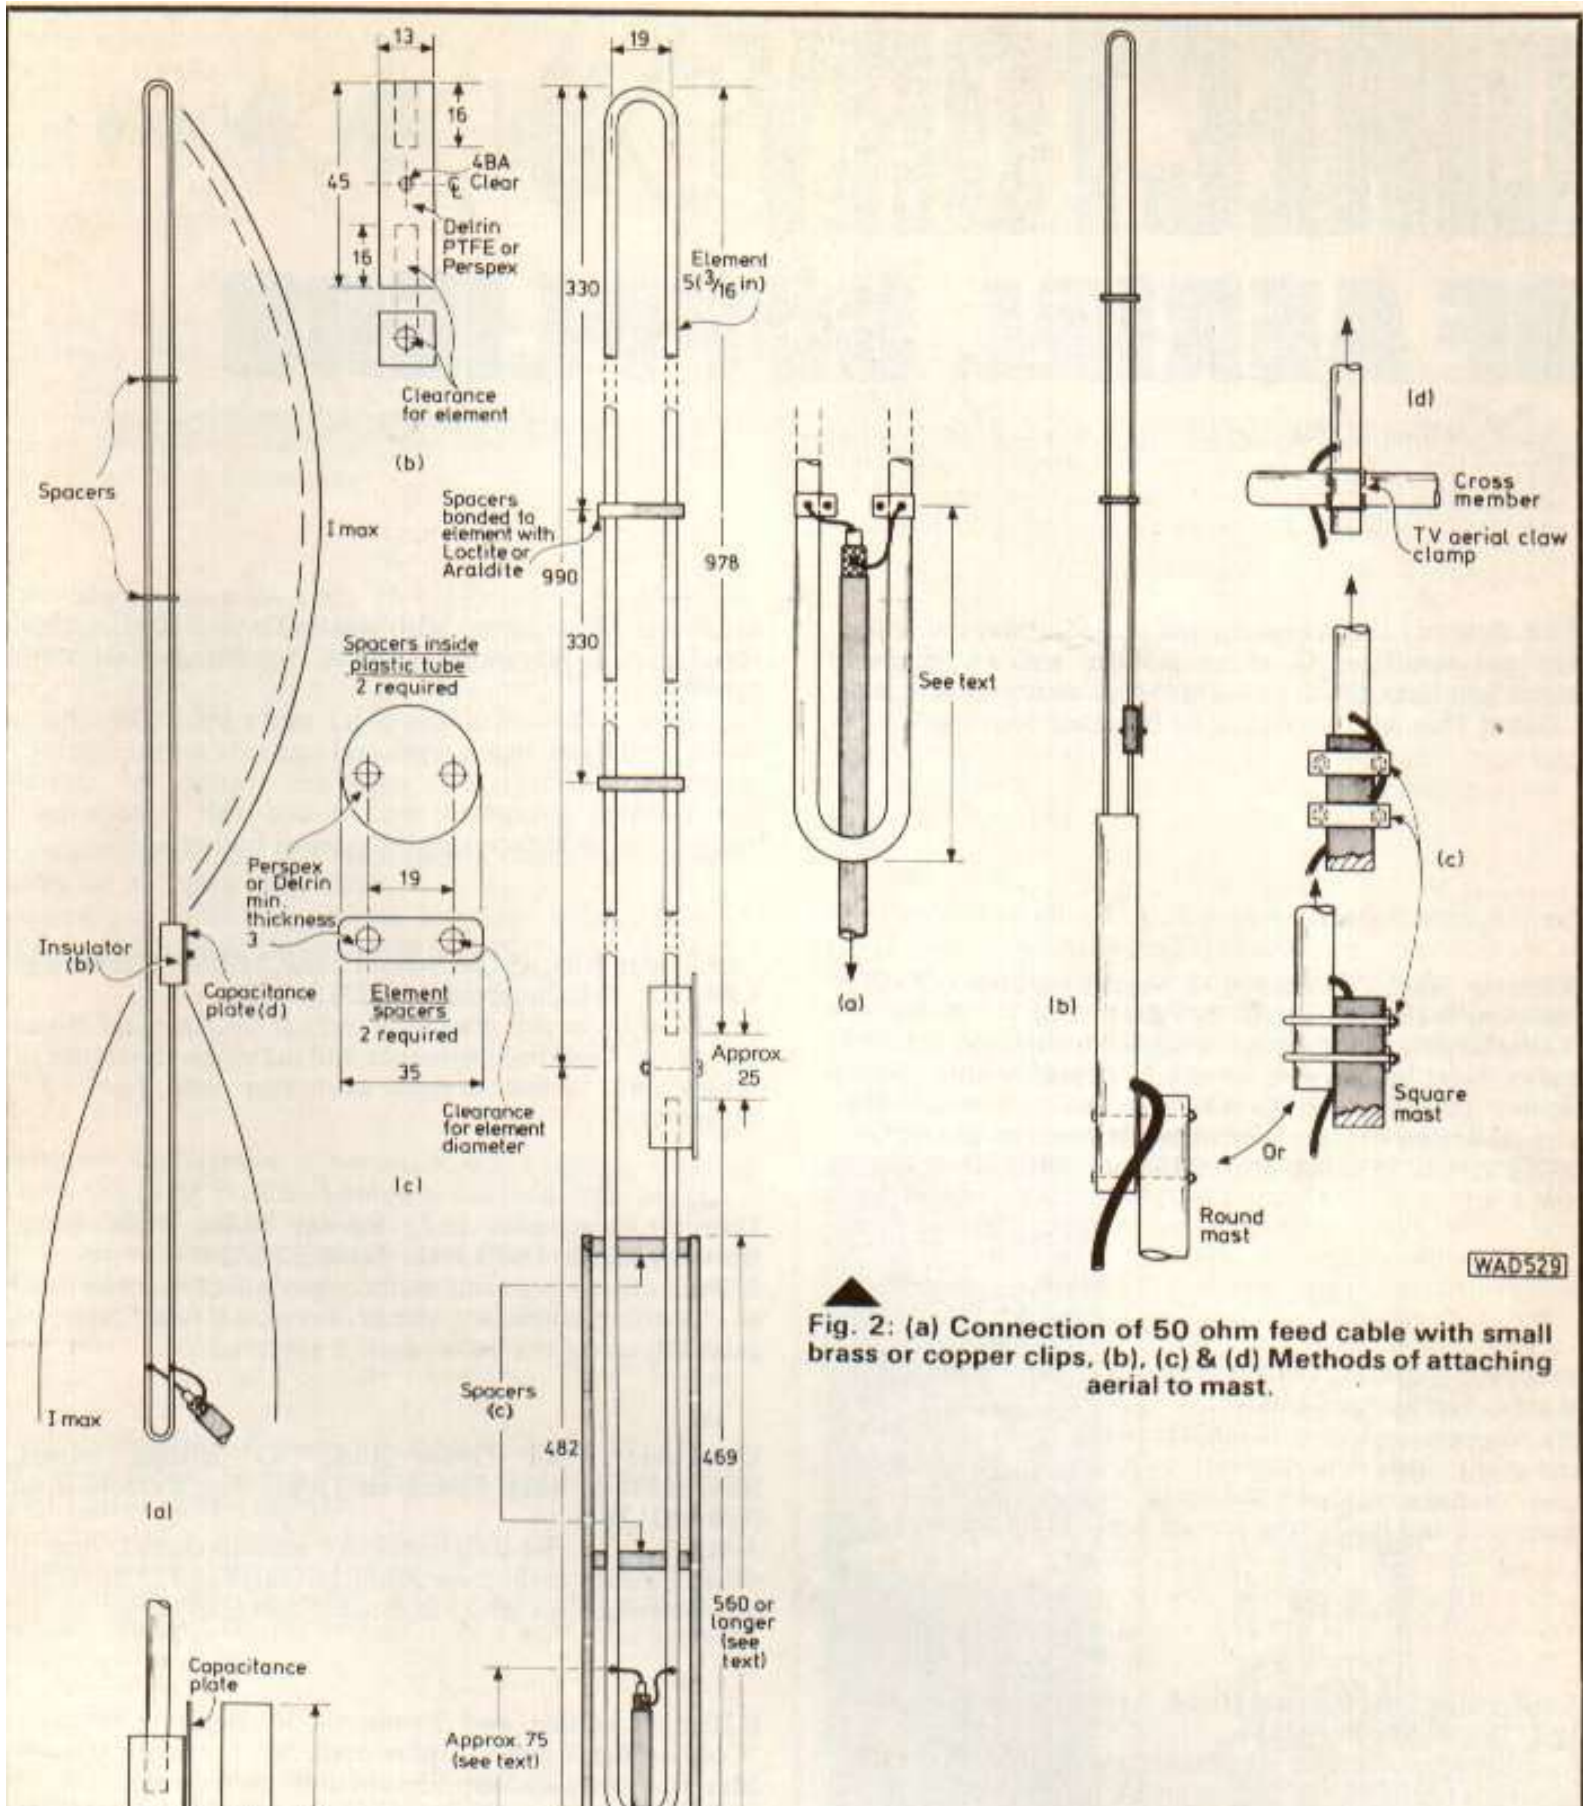 13
16
4BA
℄ Clear
45
Delrin
PTFE or
Perspex
16
Clearance
for element
(b)
Spacers
I max
Insulator
(b)
Capacitance
plate(d)
I max
(a)
Spacers inside
plastic tube
2 required
Perspex
or Delrin
min.
thickness
3
19
Element
spacers
2 required
35
Clearance
for element
diameter
(c)
19
330
Element
5(3/16 in)
Spacers
bonded to
element with
Loctite or
Araldite
990
978
330
Approx.
25
Spacers
(c)
482
469
560 or
longer
(see
text)
Approx. 75
(see text)
Capacitance
plate
See text
(a)
(b)
(d)
Cross
member
TV aerial claw
clamp
(c)
Square
mast
Or
Round
mast
WAD529
Fig. 2: (a) Connection of 50 ohm feed cable with small
brass or copper clips, (b), (c) & (d) Methods of attaching
aerial to mast.